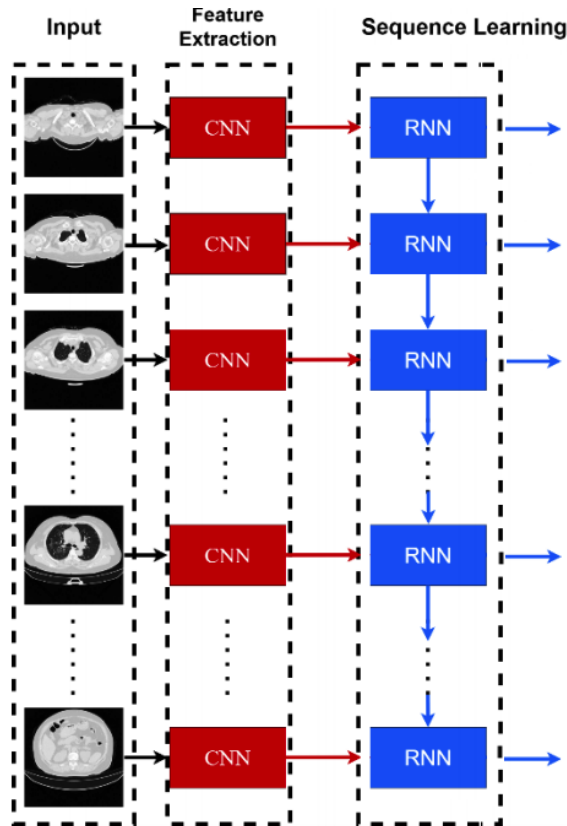 Input
Feature
Extraction
Sequence Learning
CNN
RNN
CNN
RNN
CNN
RNN
CNN
RNN
CNN
RNN